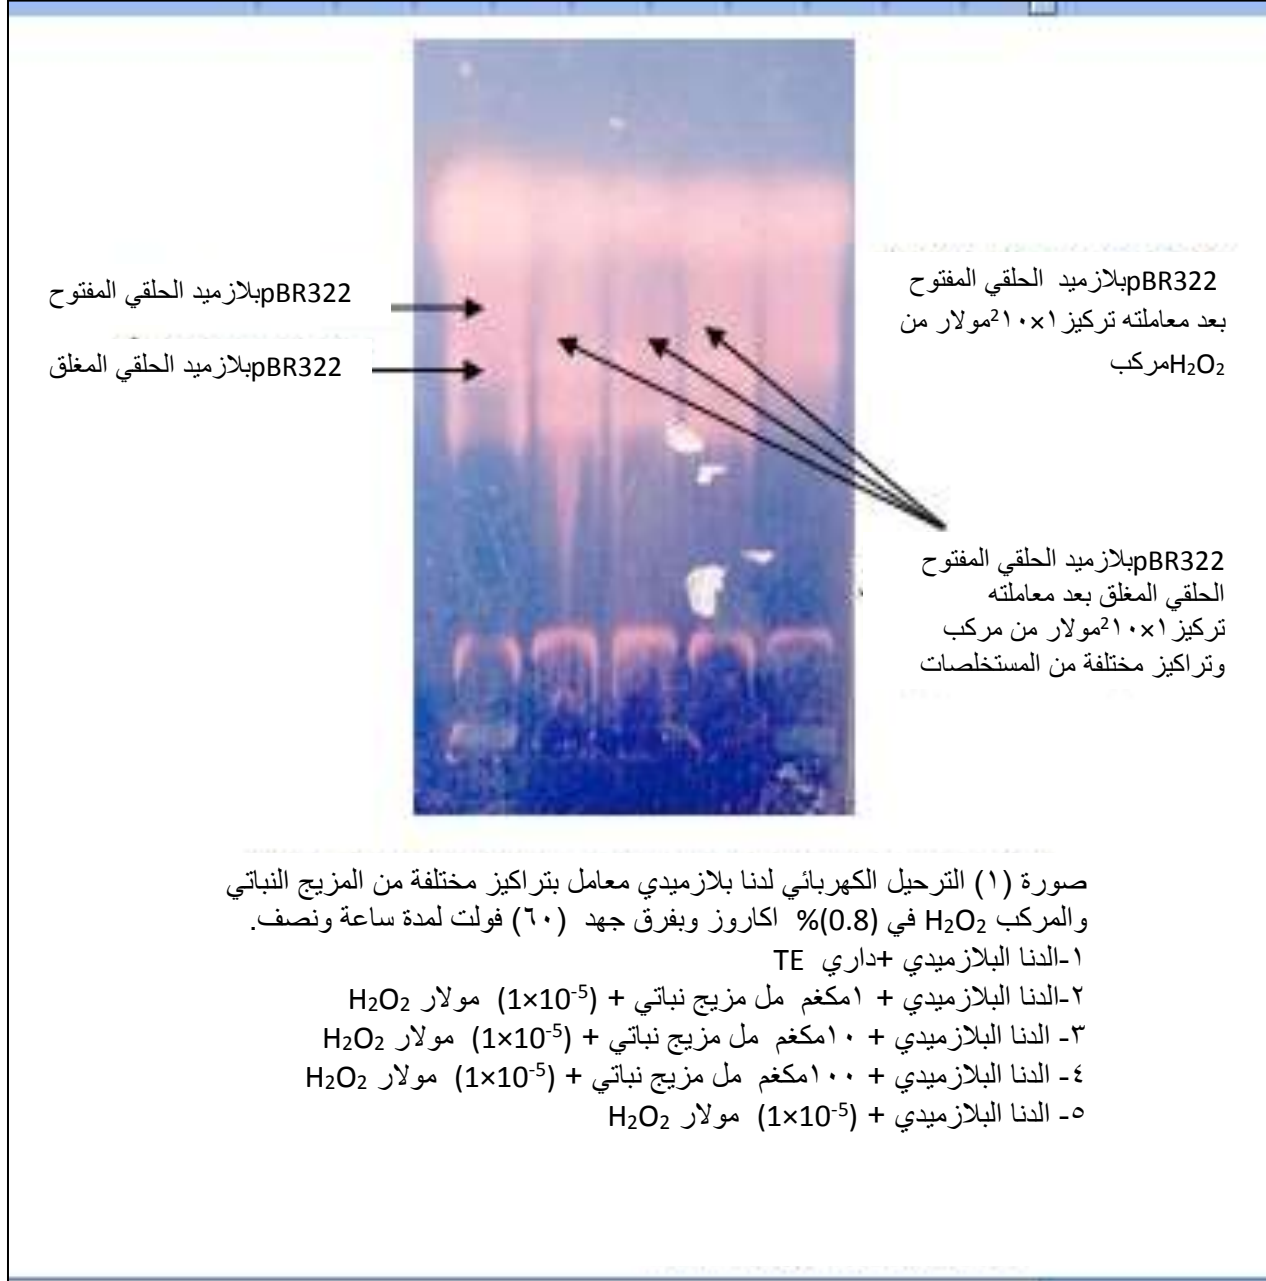 pBR322بلازميد الحلقي المفتوح
pBR322بلازميد الحلقي المغلق
pBR322بلازميد الحلقي المفتوح
بعد معاملته تركيز١×١٠²مولار من
H₂O₂مركب
pBR322بلازميد الحلقي المفتوح
الحلقي المغلق بعد معاملته
تركيز١×١٠²مولار من مركب
وتراكيز مختلفة من المستخلصات
صورة (١) الترحيل الكهربائي لدنا بلازميدي معامل بتراكيز مختلفة من المزيج النباتي
والمركب H₂O₂ في (0.8)% اكاروز وبفرق جهد (٦٠) فولت لمدة ساعة ونصف.
١-الدنا البلازميدي +داري TE
٢-الدنا البلازميدي + ١مكغم مل مزيج نباتي + (1×10⁻⁵) مولار H₂O₂
٣- الدنا البلازميدي + ١٠مكغم مل مزيج نباتي + (1×10⁻⁵) مولار H₂O₂
٤- الدنا البلازميدي + ١٠٠مكغم مل مزيج نباتي + (1×10⁻⁵) مولار H₂O₂
٥- الدنا البلازميدي + (1×10⁻⁵) مولار H₂O₂